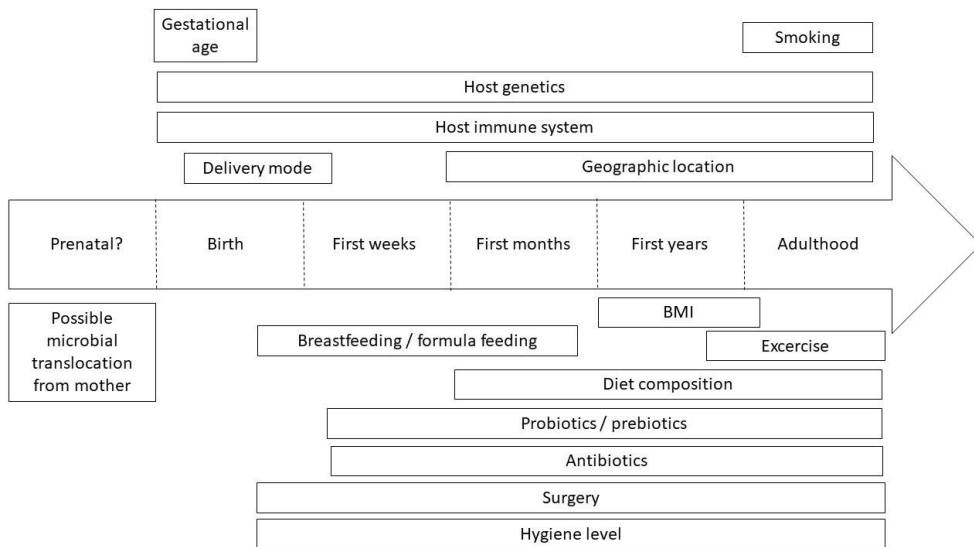 Gestational
age
Smoking
Host genetics
Host immune system
Delivery mode
Geographic location
Prenatal?
Birth
First weeks
First months
First years
Adulthood
Possible
microbial
translocation
from mother
BMI
Breastfeeding / formula feeding
Excercise
Diet composition
Probiotics / prebiotics
Antibiotics
Surgery
Hygiene level